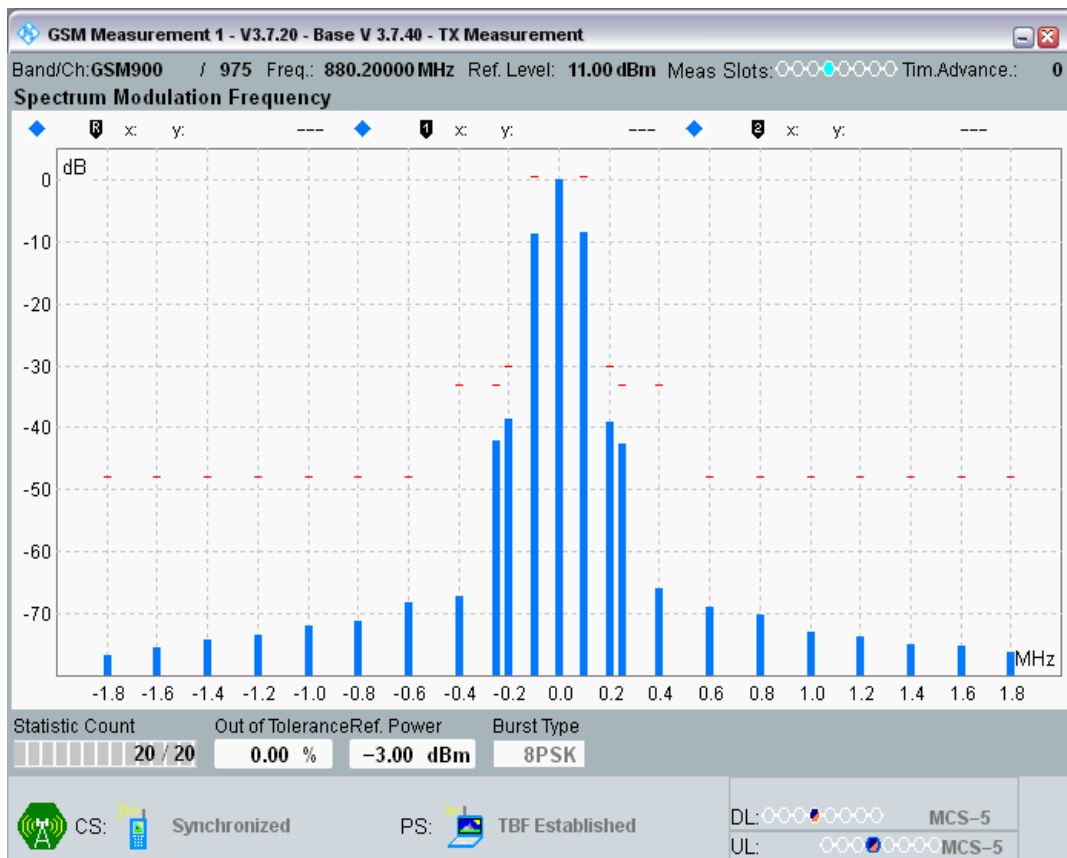 GSM Measurement 1 - V3.7.20 - Base V 3.7.40 - TX Measurement
Band/Ch:GSM900 / 975 Freq.: 880.20000 MHz Ref. Level: 11.00 dBm Meas Slots: Tim.Advance.: 0
Spectrum Modulation Frequency
R x: y: --- 1 x: y: --- 2 x: y: ---
dB
0
-10
-20
-30
-40
-50
-60
-70
MHz
-1.8 -1.6 -1.4 -1.2 -1.0 -0.8 -0.6 -0.4 -0.2 0.0 0.2 0.4 0.6 0.8 1.0 1.2 1.4 1.6 1.8
Statistic Count Out of Tolerance Ref. Power Burst Type
20 / 20 0.00 % −3.00 dBm 8PSK
CS: Synchronized PS: TBF Established
DL: MCS−5
UL: MCS−5